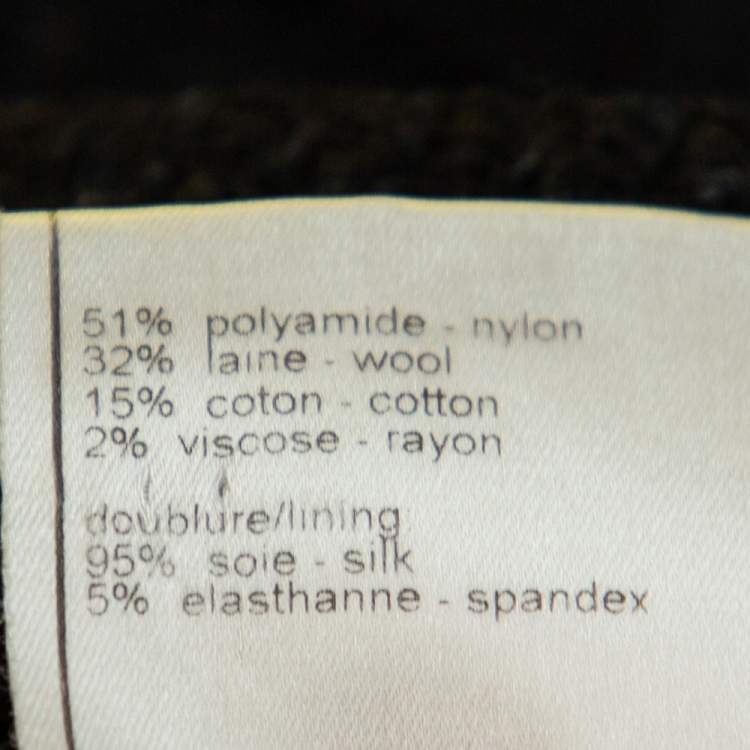 51% polyamide - nylon
32% laine - wool
15% coton - cotton
2% viscose - rayon
doublure/lining
95% soie - silk
5% elasthanne - spandex